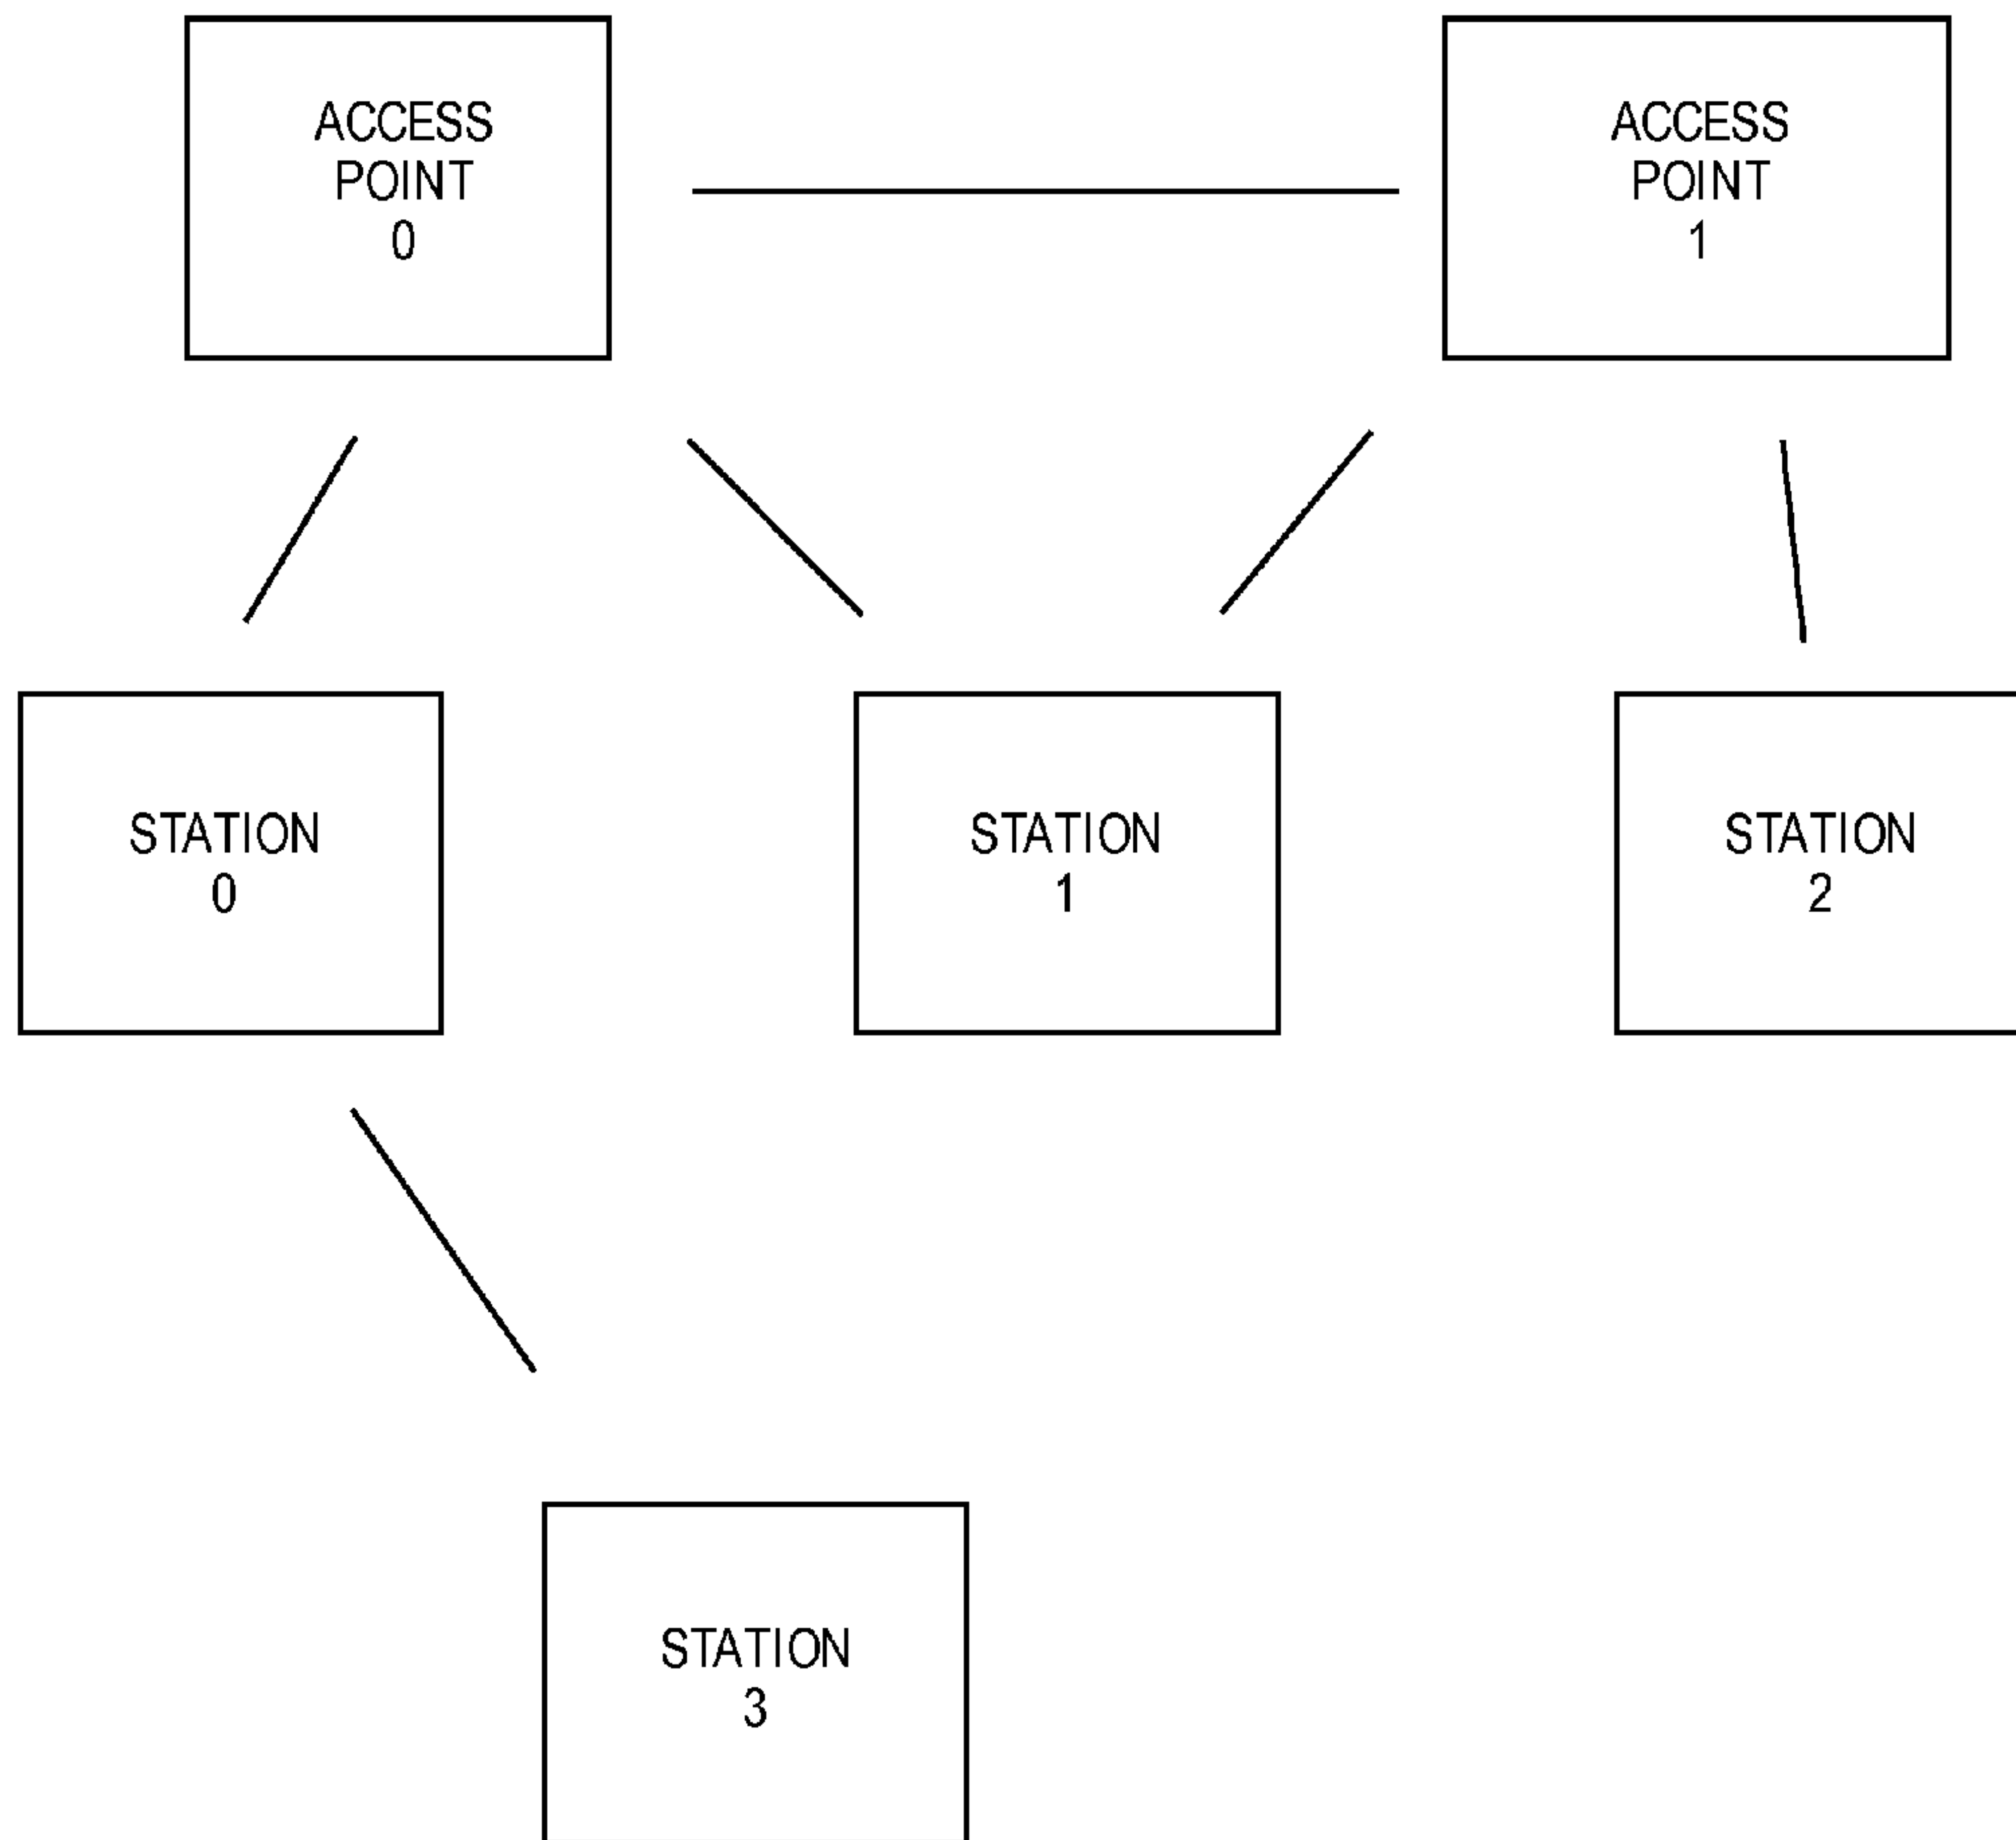 ACCESS
POINT
0
ACCESS
POINT
1
STATION
0
STATION
1
STATION
2
STATION
3